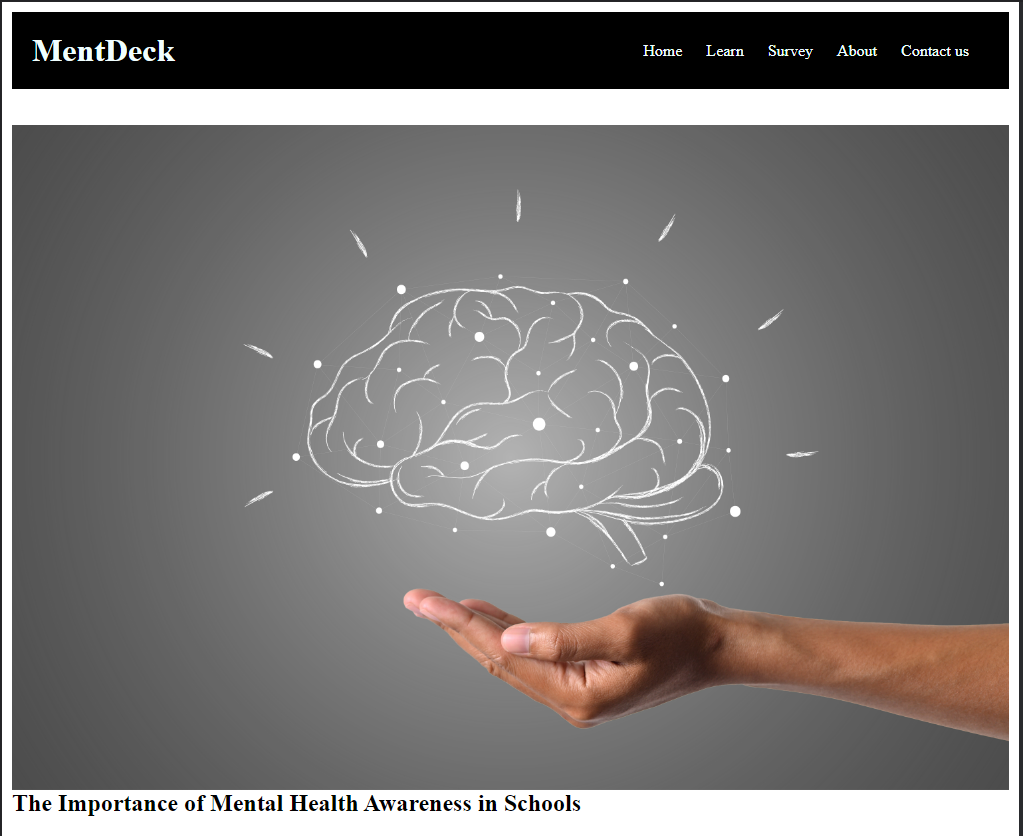 MentDeck
Home Learn Survey About Contact us
The Importance of Mental Health Awareness in Schools